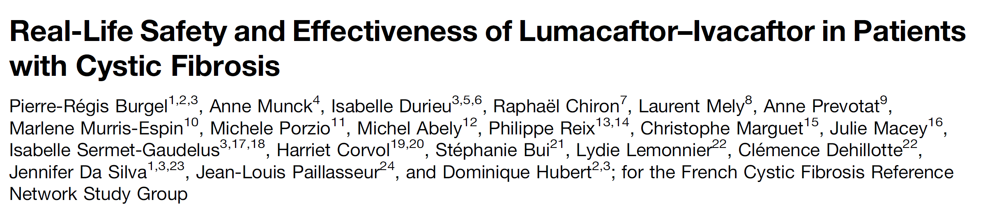 Real-Life Safety and Effectiveness of Lumacaftor–Ivacaftor in Patients
with Cystic Fibrosis
Pierre-Régis Burgel1,2,3, Anne Munck4, Isabelle Durieu3,5,6, Raphaël Chiron7, Laurent Mely8, Anne Prevotat9,
Marlene Murris-Espin10, Michele Porzio11, Michel Abely12, Philippe Reix13,14, Christophe Marguet15, Julie Macey16,
Isabelle Sermet-Gaudelus3,17,18, Harriet Corvol19,20, Stéphanie Bui21, Lydie Lemonnier22, Clémence Dehillotte22,
Jennifer Da Silva1,3,23, Jean-Louis Paillasseur24, and Dominique Hubert2,3; for the French Cystic Fibrosis Reference
Network Study Group